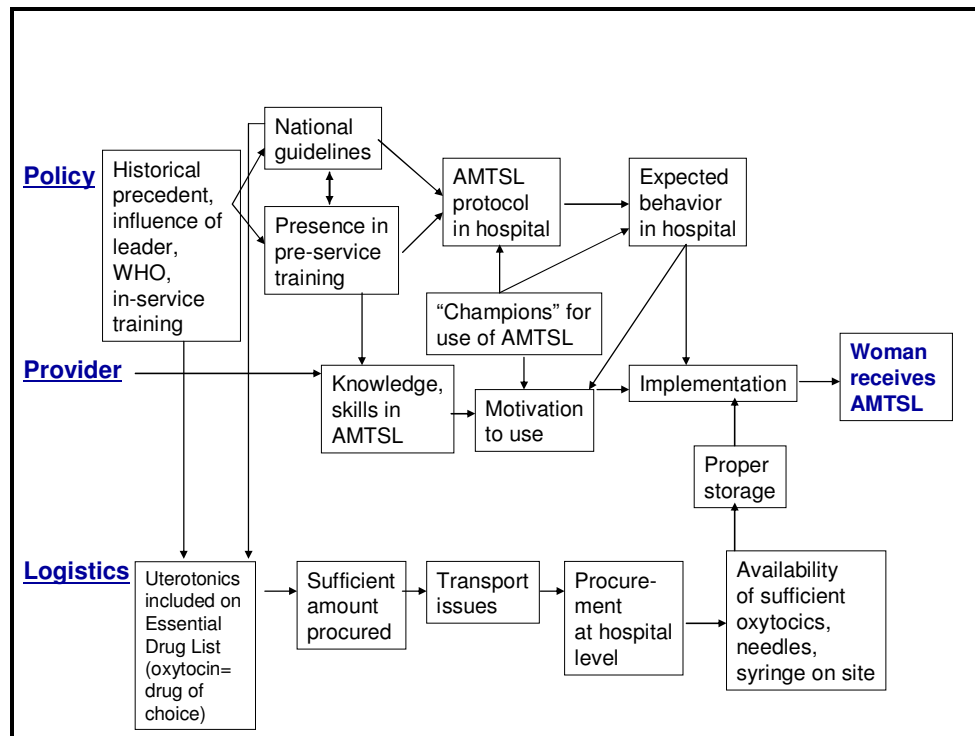 Policy
Historical
precedent,
influence of
leader,
WHO,
in-service
training
National
guidelines
Presence in
pre-service
training
AMTSL
protocol
in hospital
Expected
behavior
in hospital
“Champions” for
use of AMTSL
Provider
Knowledge,
skills in
AMTSL
Motivation
to use
Implementation
Woman
receives
AMTSL
Proper
storage
Logistics
Uterotonics
included on
Essential
Drug List
(oxytocin=
drug of
choice)
Sufficient
amount
procured
Transport
issues
Procure-
ment
at hospital
level
Availability
of sufficient
oxytocics,
needles,
syringe on site